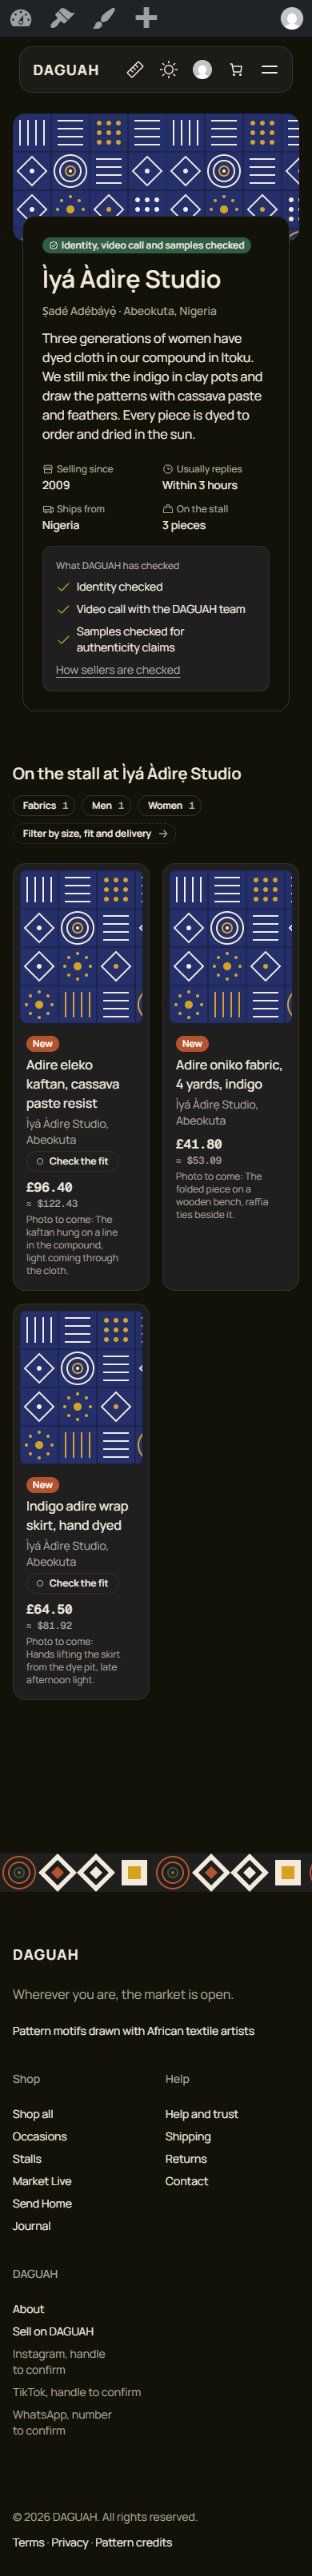 DAGUAH
Identity, video call and samples checked
Ìyá Àdìrẹ Studio
Ṣadé Adébáyọ̀ · Abeokuta, Nigeria
Three generations of women have
dyed cloth in our compound in Itoku.
We still mix the indigo in clay pots and
draw the patterns with cassava paste
and feathers. Every piece is dyed to
order and dried in the sun.
Selling since
2009
Usually replies
Within 3 hours
Ships from
Nigeria
On the stall
3 pieces
What DAGUAH has checked
Identity checked
Video call with the DAGUAH team
Samples checked for
authenticity claims
How sellers are checked
On the stall at Ìyá Àdìrẹ Studio
Fabrics 1
Men 1
Women 1
Filter by size, fit and delivery →
New
Adire eleko
kaftan, cassava
paste resist
Ìyá Àdìrẹ Studio,
Abeokuta
Check the fit
£96.40
≈ $122.43
Photo to come: The
kaftan hung on a line
in the compound,
light coming through
the cloth.
New
Adire oniko fabric,
4 yards, indigo
Ìyá Àdìrẹ Studio,
Abeokuta
£41.80
≈ $53.09
Photo to come: The
folded piece on a
wooden bench, raffia
ties beside it.
New
Indigo adire wrap
skirt, hand dyed
Ìyá Àdìrẹ Studio,
Abeokuta
Check the fit
£64.50
≈ $81.92
Photo to come:
Hands lifting the skirt
from the dye pit, late
afternoon light.
DAGUAH
Wherever you are, the market is open.
Pattern motifs drawn with African textile artists
Shop
Shop all
Occasions
Stalls
Market Live
Send Home
Journal
Help
Help and trust
Shipping
Returns
Contact
DAGUAH
About
Sell on DAGUAH
Instagram, handle
to confirm
TikTok, handle to confirm
WhatsApp, number
to confirm
© 2026 DAGUAH. All rights reserved.
Terms · Privacy · Pattern credits